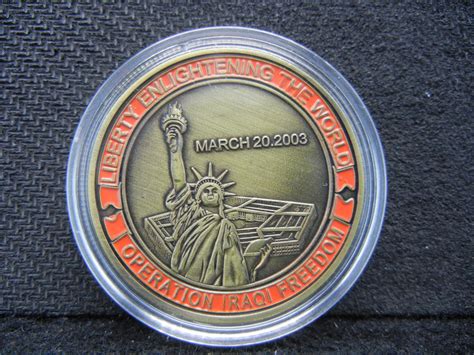 LIBERTY ENLIGHTENING THE WORLD
MARCH 20.2003
OPERATION IRAQI FREEDOM